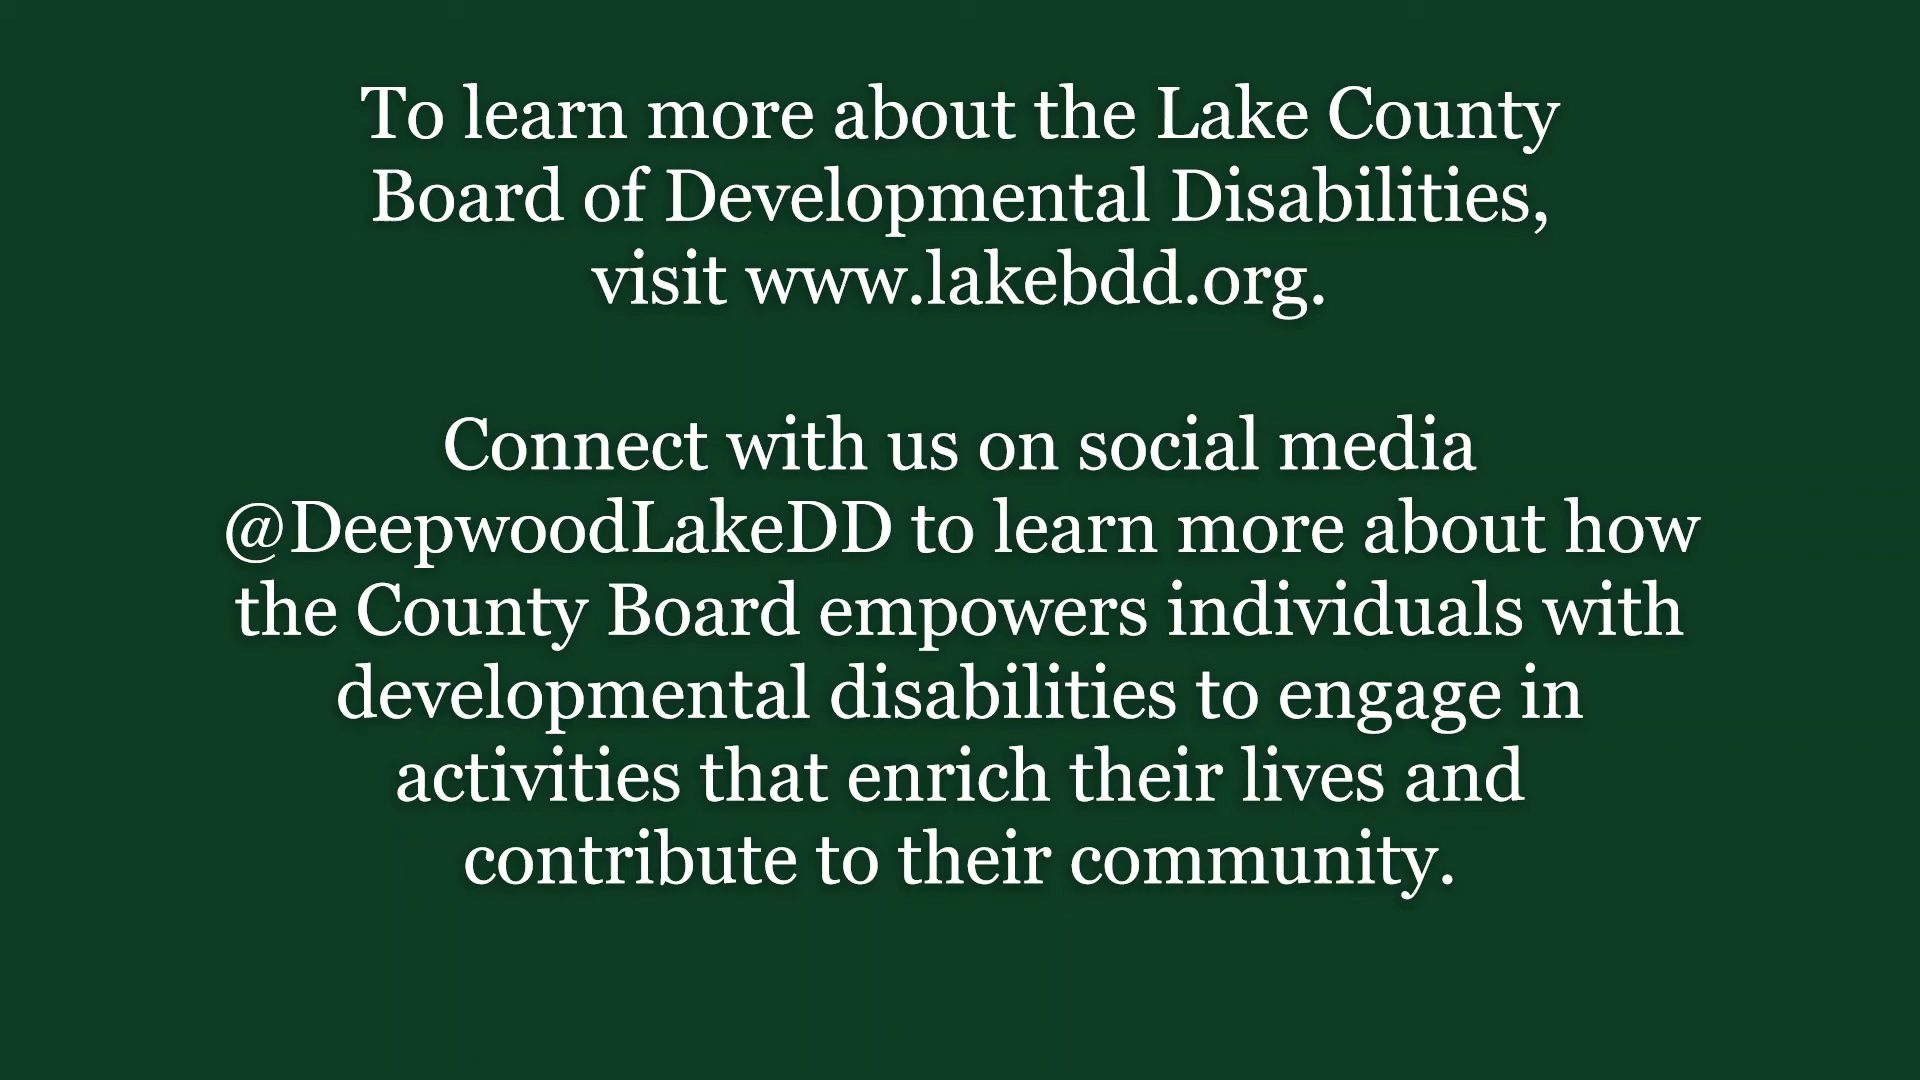 To learn more about the Lake County
Board of Developmental Disabilities,
visit www.lakebdd.org.
Connect with us on social media
@DeepwoodLakeDD to learn more about how
the County Board empowers individuals with
developmental disabilities to engage in
activities that enrich their lives and
contribute to their community.